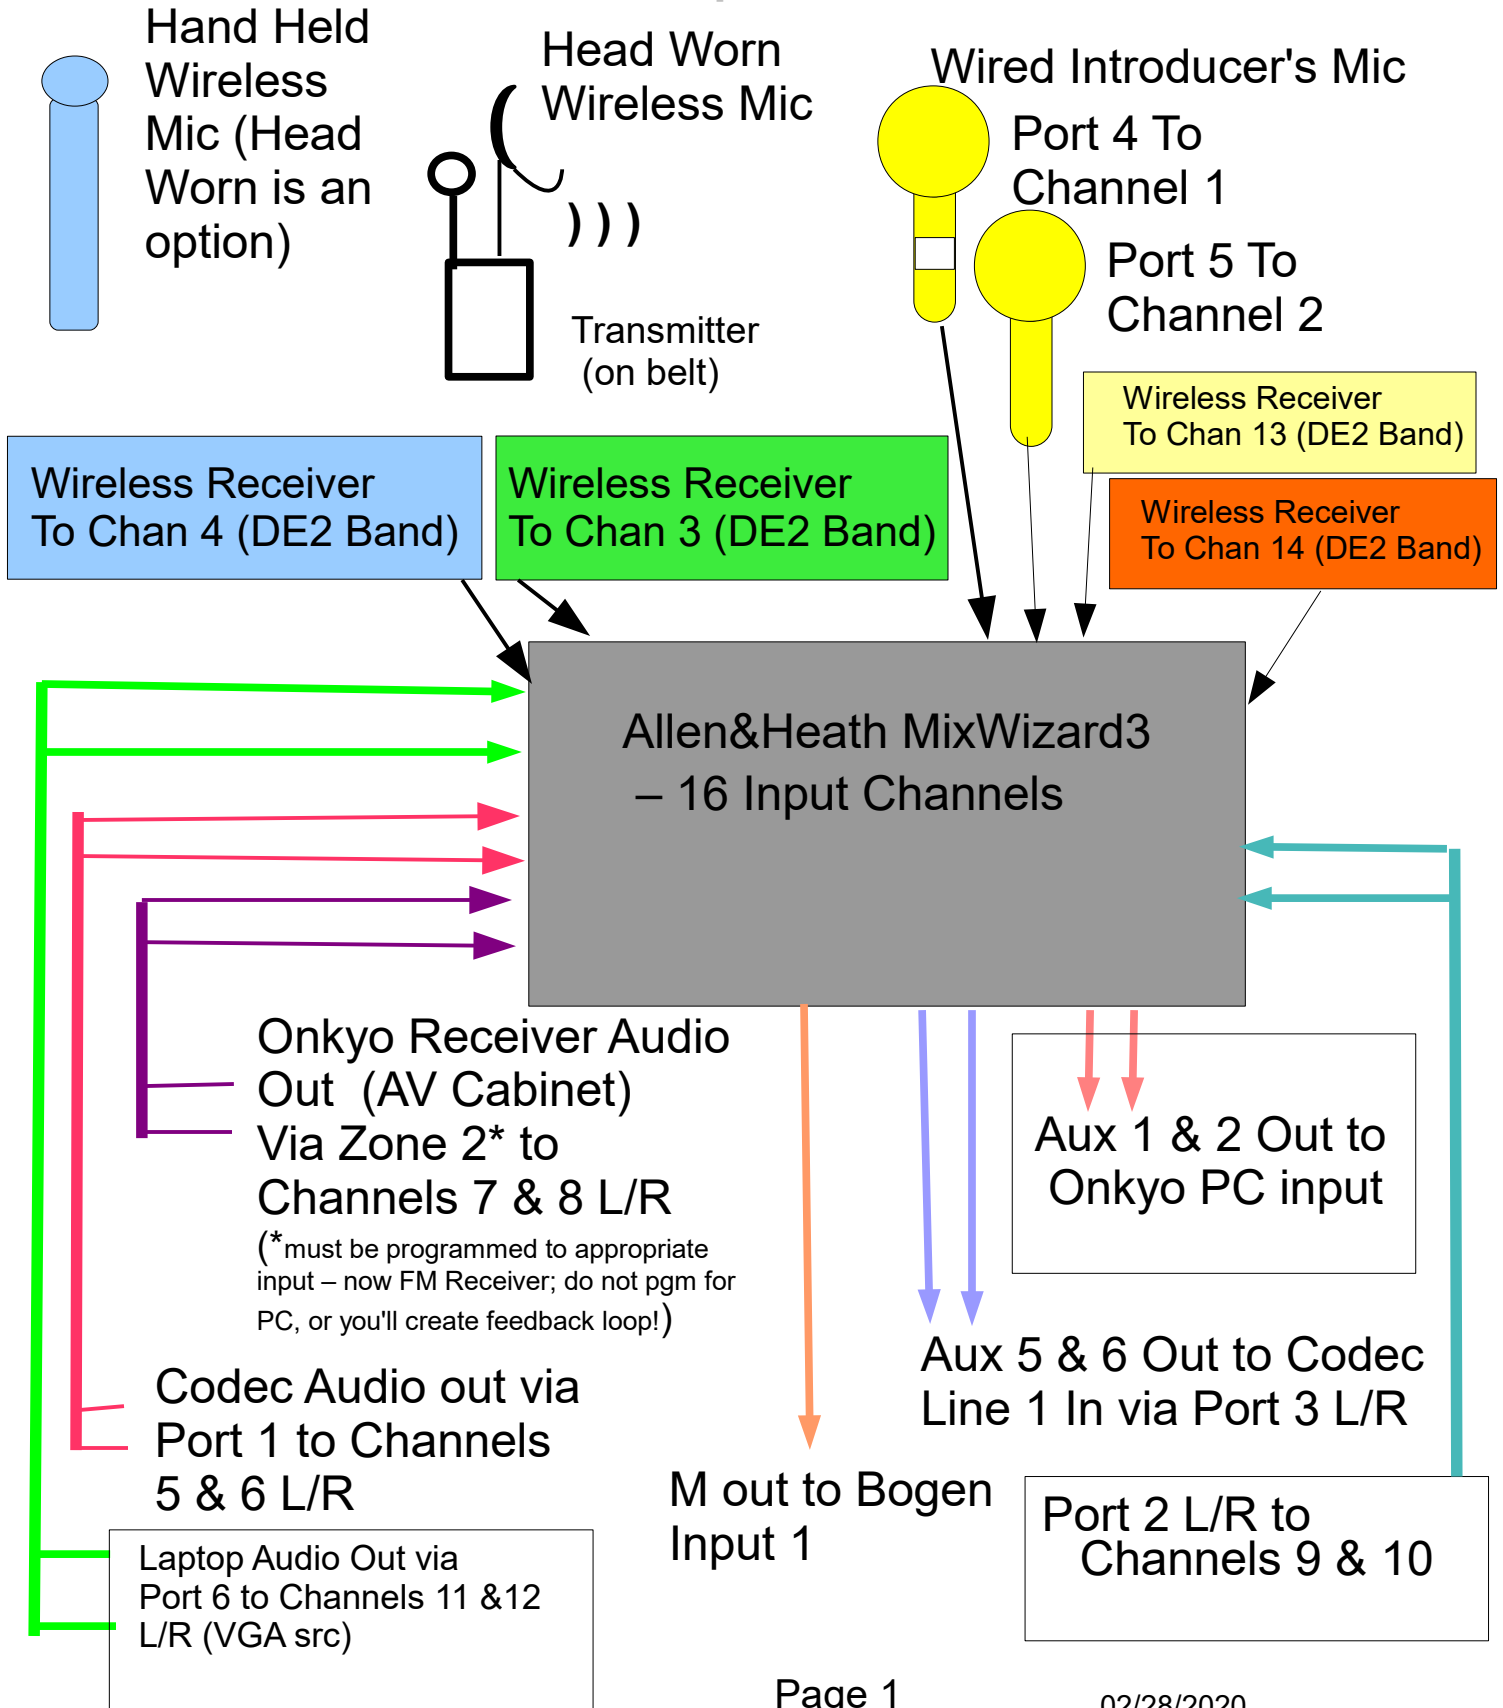 Hand Held
Wireless
Mic (Head
Worn is an
option)
Head Worn
Wireless Mic
) ) )
Transmitter
(on belt)
Wired Introducer's Mic
Port 4 To
Channel 1
Port 5 To
Channel 2
Wireless Receiver
To Chan 13 (DE2 Band)
Wireless Receiver
To Chan 14 (DE2 Band)
Wireless Receiver
To Chan 4 (DE2 Band)
Wireless Receiver
To Chan 3 (DE2 Band)
Allen&Heath MixWizard3
– 16 Input Channels
Onkyo Receiver Audio
Out (AV Cabinet)
Via Zone 2* to
Channels 7 & 8 L/R
(*must be programmed to appropriate
input – now FM Receiver; do not pgm for
PC, or you'll create feedback loop!)
Aux 1 & 2 Out to
Onkyo PC input
Aux 5 & 6 Out to Codec
Line 1 In via Port 3 L/R
Codec Audio out via
Port 1 to Channels
5 & 6 L/R
M out to Bogen
Input 1
Port 2 L/R to
Channels 9 & 10
Laptop Audio Out via
Port 6 to Channels 11 &12
L/R (VGA src)
Page 1
02/28/2020